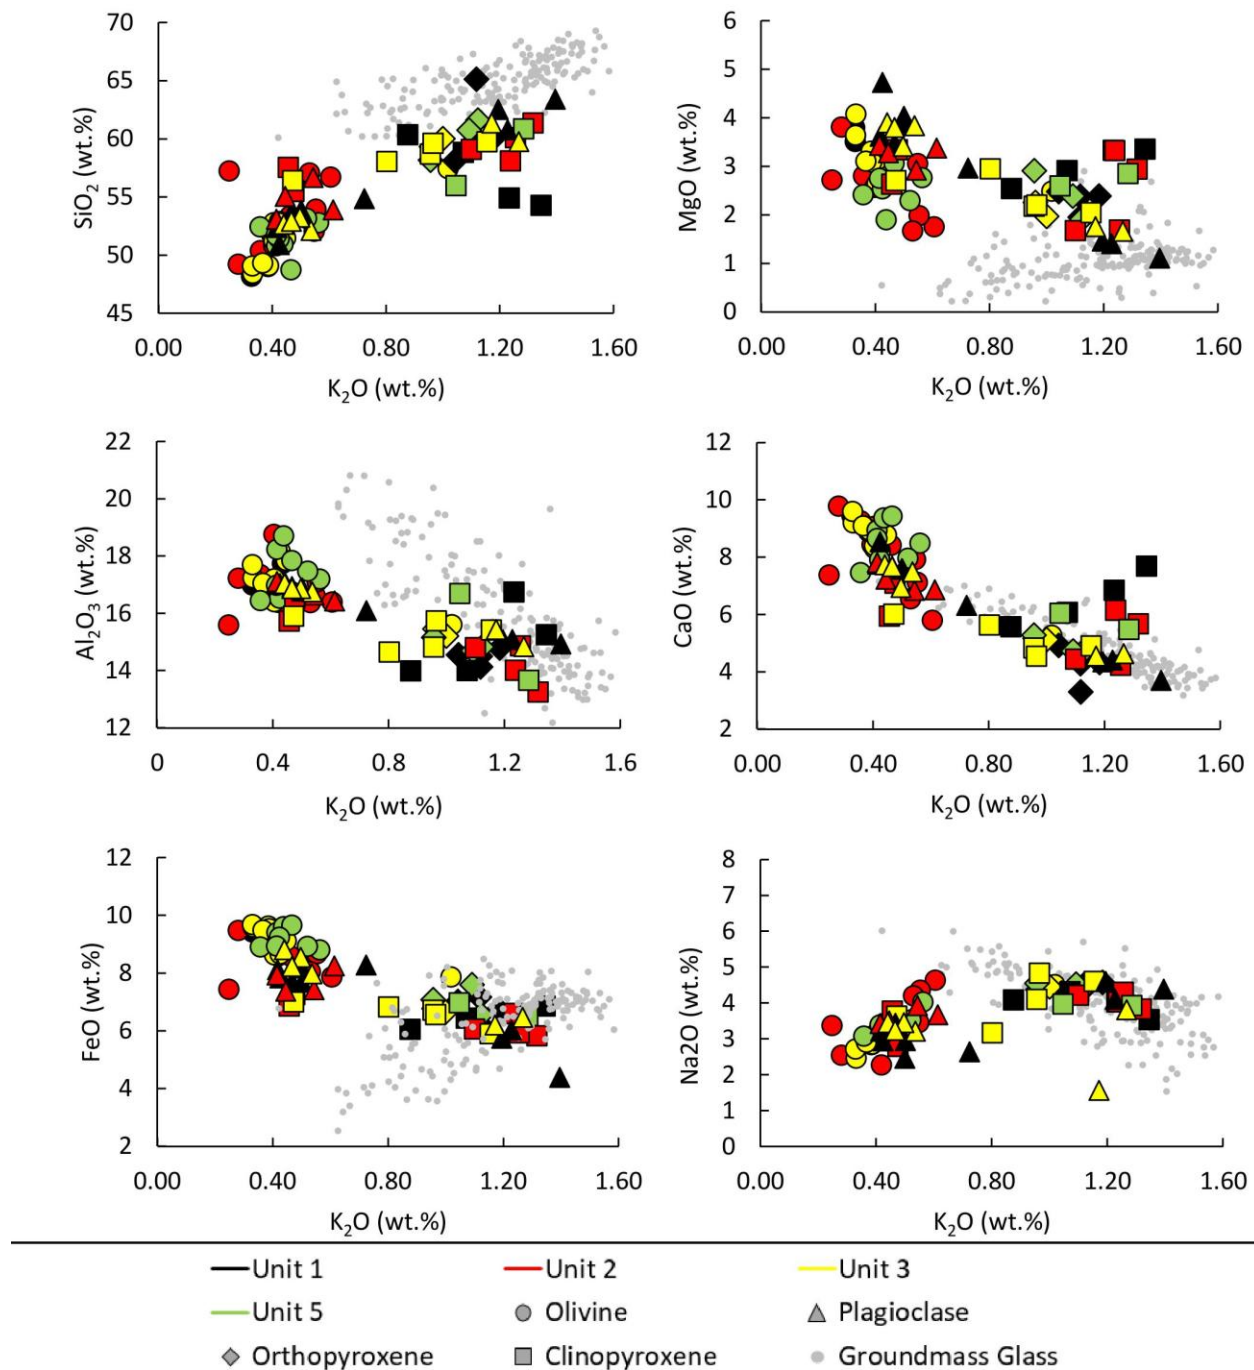 70
65
60
55
50
45
SiO₂ (wt.%)
0.00 0.40 0.80 1.20 1.60
K₂O (wt.%)
6
5
4
3
2
1
0
MgO (wt.%)
0.00 0.40 0.80 1.20 1.60
K₂O (wt.%)
22
20
18
16
14
12
Al₂O₃ (wt.%)
0 0.4 0.8 1.2 1.6
K₂O (wt.%)
12
10
8
6
4
2
CaO (wt.%)
0.00 0.40 0.80 1.20 1.60
K₂O (wt.%)
12
10
8
6
4
2
FeO (wt.%)
0.00 0.40 0.80 1.20 1.60
K₂O (wt.%)
8
7
6
5
4
3
2
1
0
Na2O (wt.%)
0.00 0.40 0.80 1.20 1.60
K₂O (wt.%)
Unit 1 Unit 2 Unit 3
Unit 5 Olivine Plagioclase
Orthopyroxene Clinopyroxene Groundmass Glass